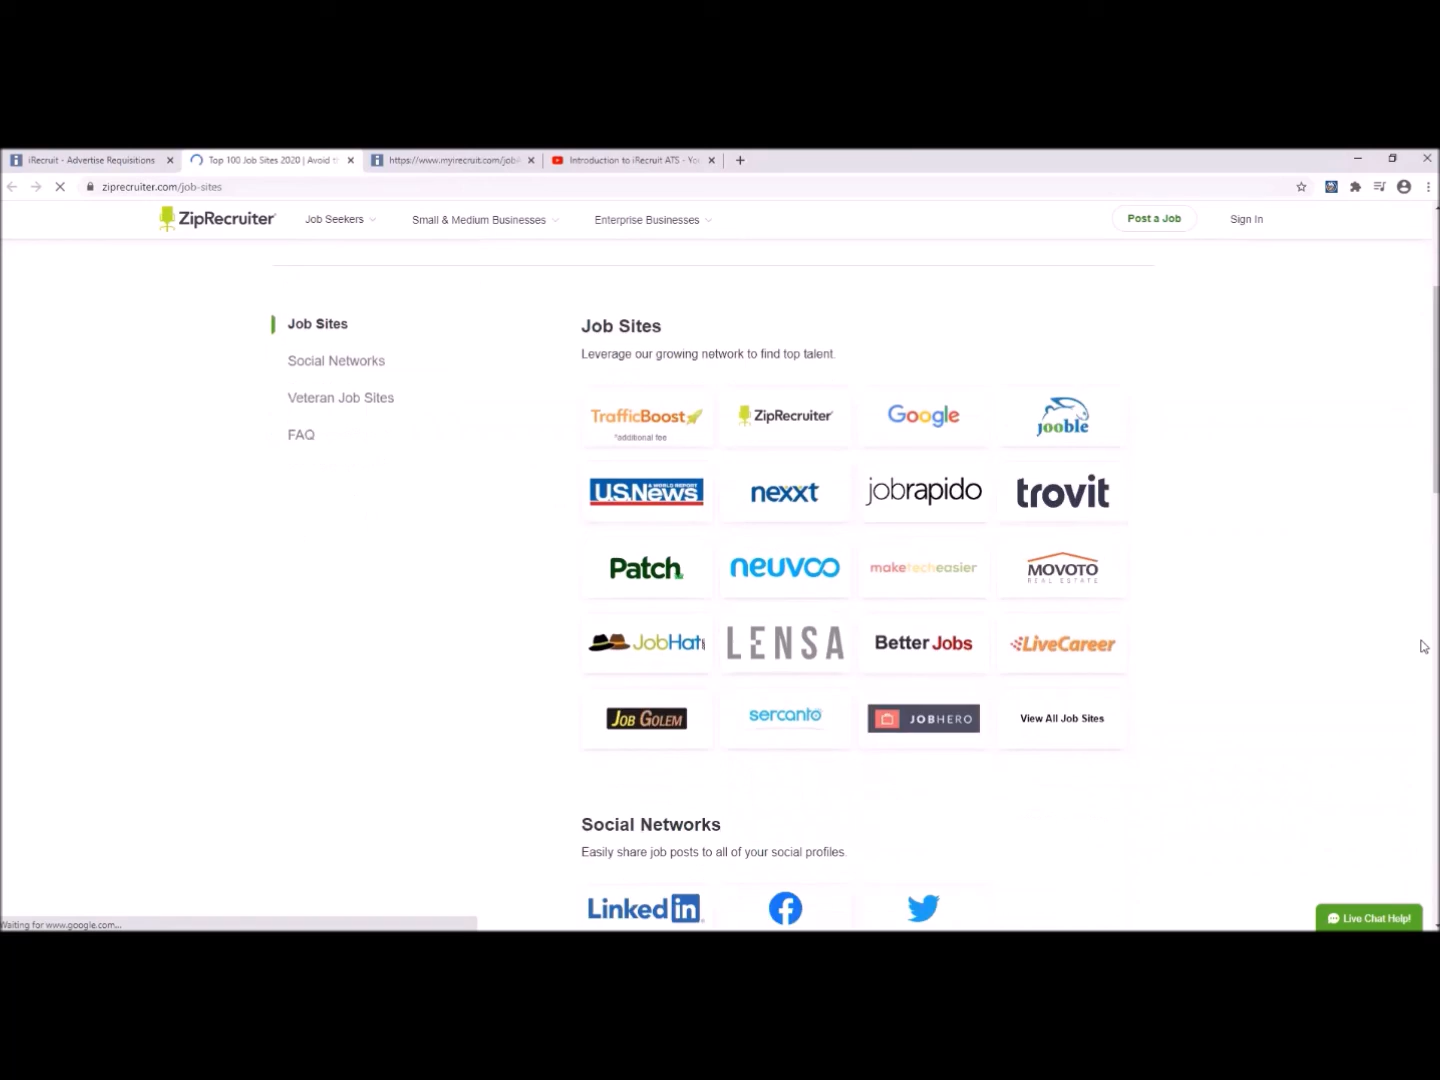 iRecruit - Advertise Requisitions
Top 100 Job Sites 2020 | Avoid
https://www.myirecruit.com/job
Introduction to iRecruit ATS - Yo
ziprecruiter.com/job-sites
ZipRecruiter
Job Seekers
Small & Medium Businesses
Enterprise Businesses
Post a Job
Sign In
Job Sites
Social Networks
Veteran Job Sites
FAQ
Job Sites
Leverage our growing network to find top talent.
TrafficBoost
*additional fee
ZipRecruiter
Google
jooble
U.S.News
& WORLD REPORT
nexxt
jobrapido
trovit
Patch
neuvoo
maketecheasier
MOVOTO
REAL ESTATE
JobHat
LENSA
Better Jobs
LiveCareer
JOB GOLEM
sercanto
JOBHERO
View All Job Sites
Social Networks
Easily share job posts to all of your social profiles.
Linked in
Waiting for www.google.com...
Live Chat Help!